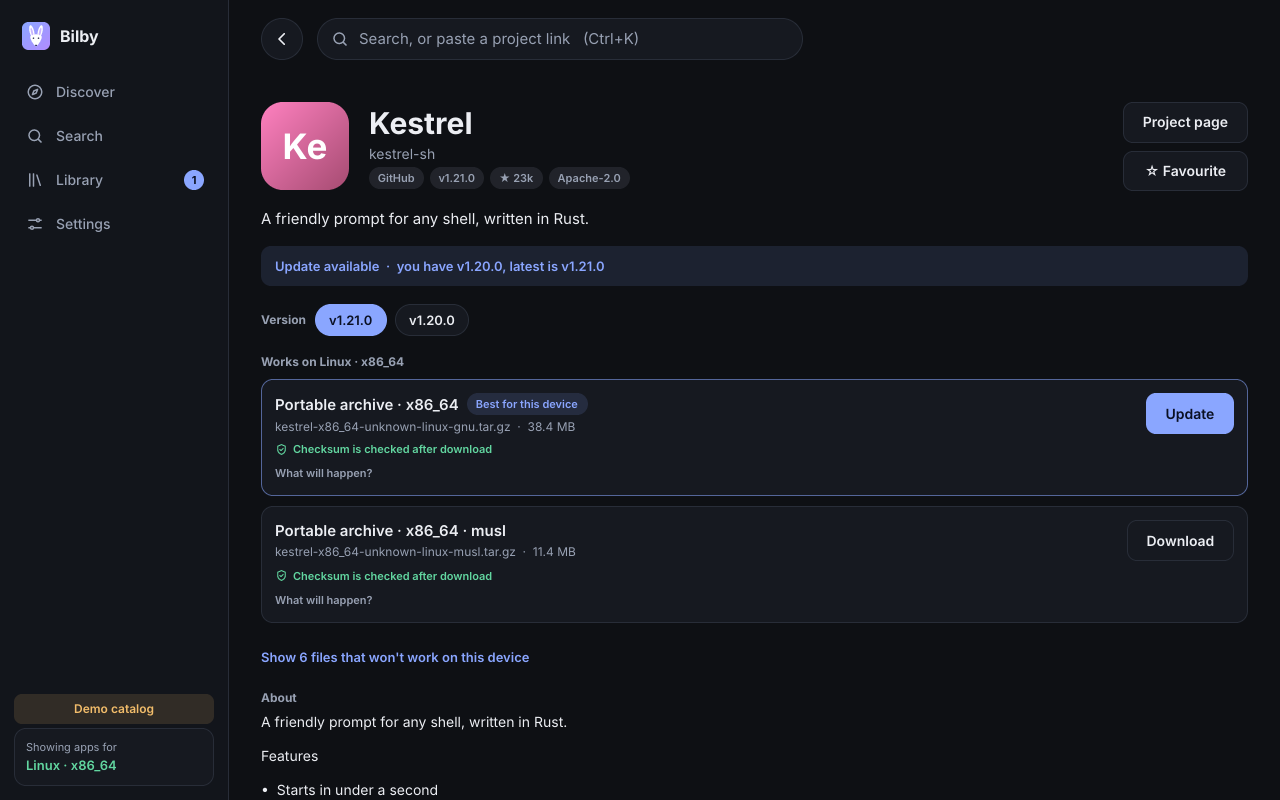 Bilby
Discover
Search
Library 1
Settings
Demo catalog
Showing apps for
Linux · x86_64
Search, or paste a project link (Ctrl+K)
Ke
Kestrel
kestrel-sh
GitHub v1.21.0 ★ 23k Apache-2.0
Project page
☆ Favourite
A friendly prompt for any shell, written in Rust.
Update available · you have v1.20.0, latest is v1.21.0
Version v1.21.0 v1.20.0
Works on Linux · x86_64
Portable archive · x86_64 Best for this device
kestrel-x86_64-unknown-linux-gnu.tar.gz · 38.4 MB
Checksum is checked after download
What will happen?
Update
Portable archive · x86_64 · musl
kestrel-x86_64-unknown-linux-musl.tar.gz · 11.4 MB
Checksum is checked after download
What will happen?
Download
Show 6 files that won't work on this device
About
A friendly prompt for any shell, written in Rust.
Features
• Starts in under a second